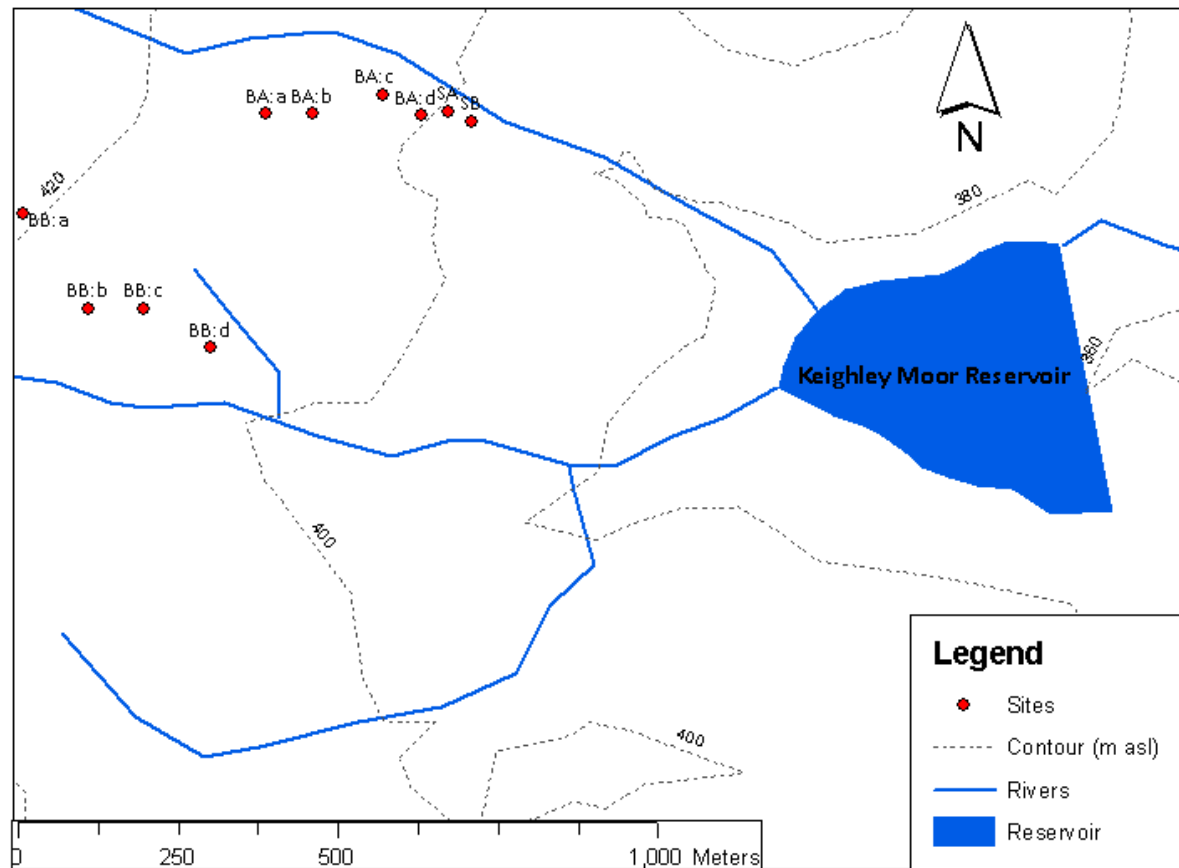 BA:c
BA:a BA:b
BA:d
SA
SB
N
420
380
BB:a
BB:b BB:c
BB:d
360
Keighley Moor Reservoir
400
400
Legend
Sites
Contour (m asl)
Rivers
Reservoir
0 250 500 1,000 Meters